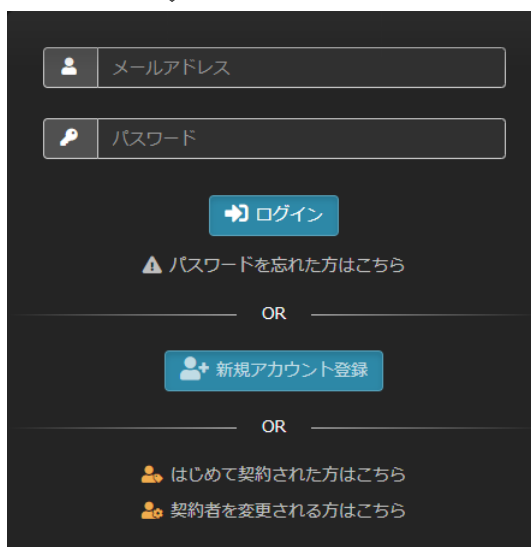 メールアドレス
パスワード
ログイン
パスワードを忘れた方はこちら
OR
新規アカウント登録
OR
はじめて契約された方はこちら
契約者を変更される方はこちら